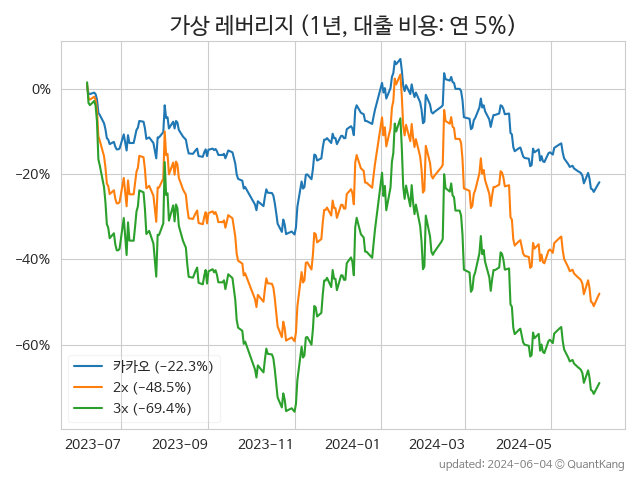 가상 레버리지 (1년, 대출 비용: 연 5%)
0%
−20%
−40%
−60%
카카오 (−22.3%)
2x (−48.5%)
3x (−69.4%)
2023-07 2023-09 2023-11 2024-01 2024-03 2024-05
updated: 2024-06-04 © QuantKang